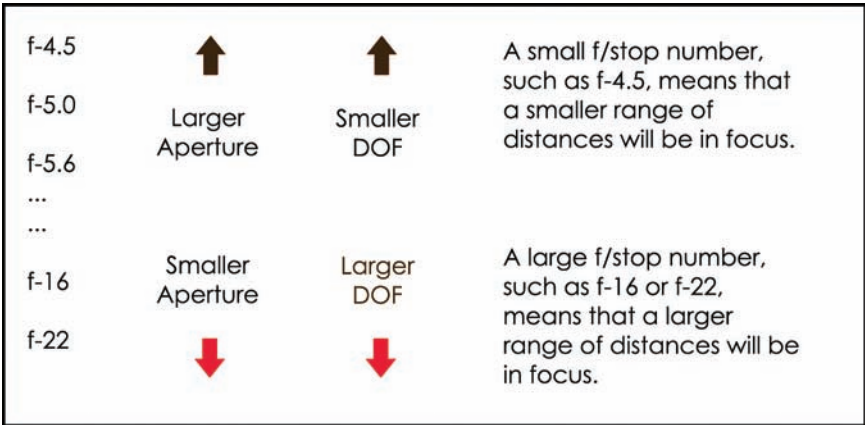 f-4.5
f-5.0
f-5.6
...
...
f-16
f-22
Larger
Aperture
Smaller
DOF
A small f/stop number,
such as f-4.5, means that
a smaller range of
distances will be in focus.
Smaller
Aperture
Larger
DOF
A large f/stop number,
such as f-16 or f-22,
means that a larger
range of distances will be
in focus.